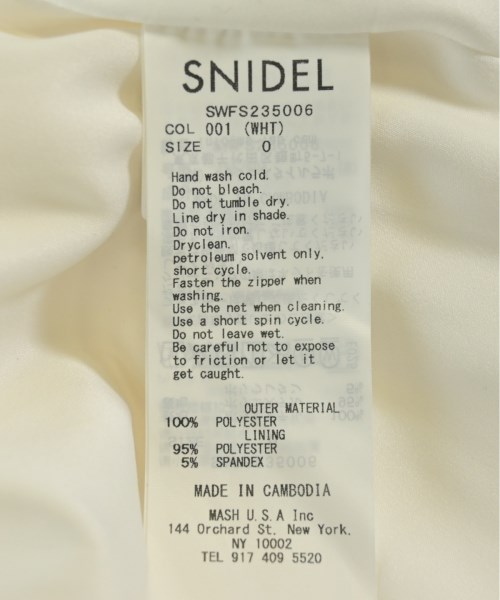 SNIDEL
SWFS235006
COL 001 (WHT)
SIZE 0
Hand wash cold.
Do not bleach.
Do not tumble dry.
Line dry in shade.
Do not iron.
Dryclean.
petroleum solvent only.
short cycle.
Fasten the zipper when
washing.
Use the net when cleaning.
Use a short spin cycle.
Do not leave wet.
Be careful not to expose
to friction or let it
get caught.
OUTER MATERIAL
100% POLYESTER
LINING
95% POLYESTER
5% SPANDEX
MADE IN CAMBODIA
MASH U.S.A Inc
144 Orchard St. New York.
NY 10002
TEL 917 409 5520